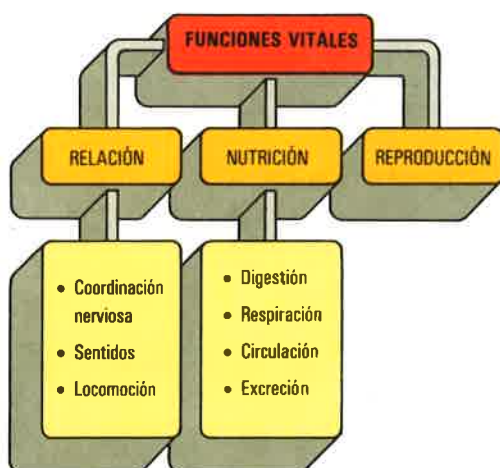 FUNCIONES VITALES
RELACIÓN
NUTRICIÓN
REPRODUCCIÓN
• Coordinación
nerviosa
• Sentidos
• Locomoción
• Digestión
• Respiración
• Circulación
• Excreción